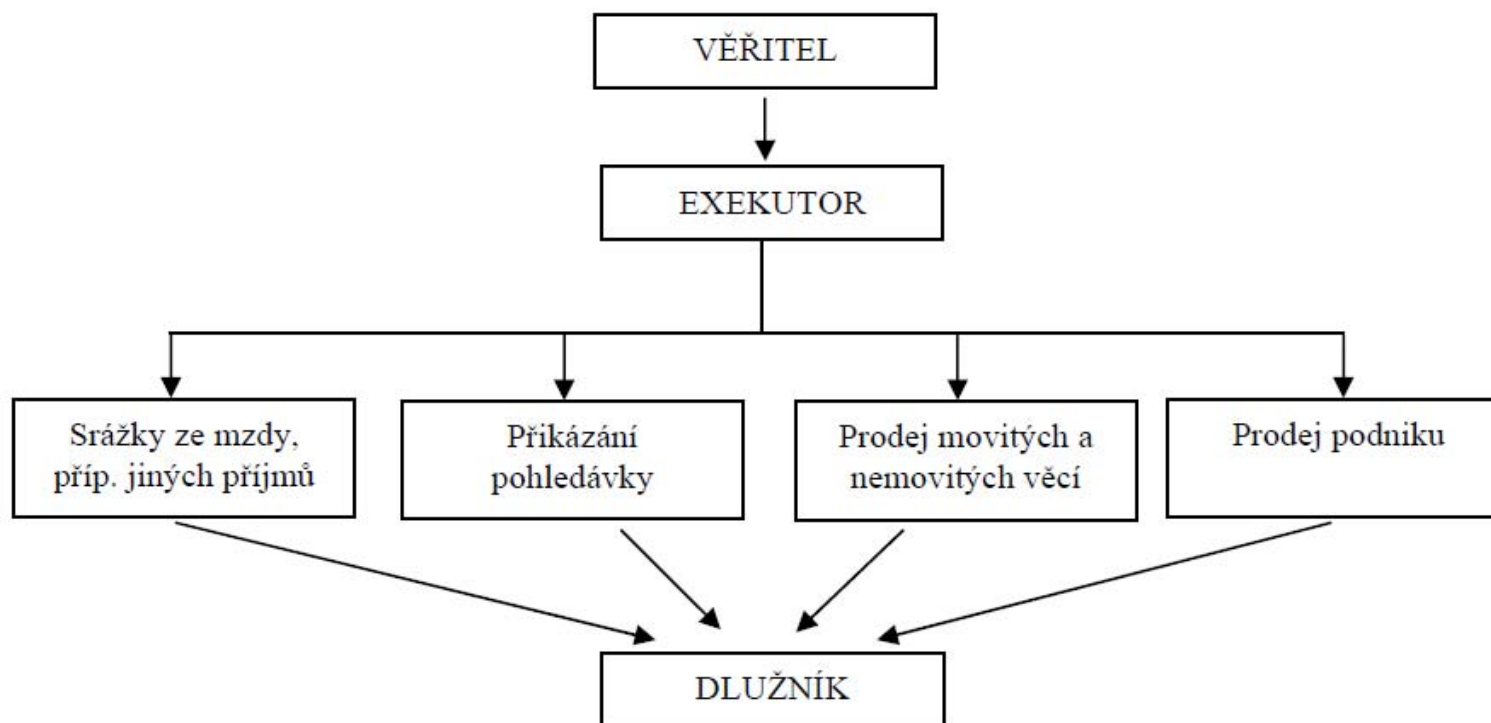 VĚŘITEL
EXEKUTOR
Srážky ze mzdy,
příp. jiných příjmů
Přikázání
pohledávky
Prodej movitých a
nemovitých věcí
Prodej podniku
DLUŽNÍK